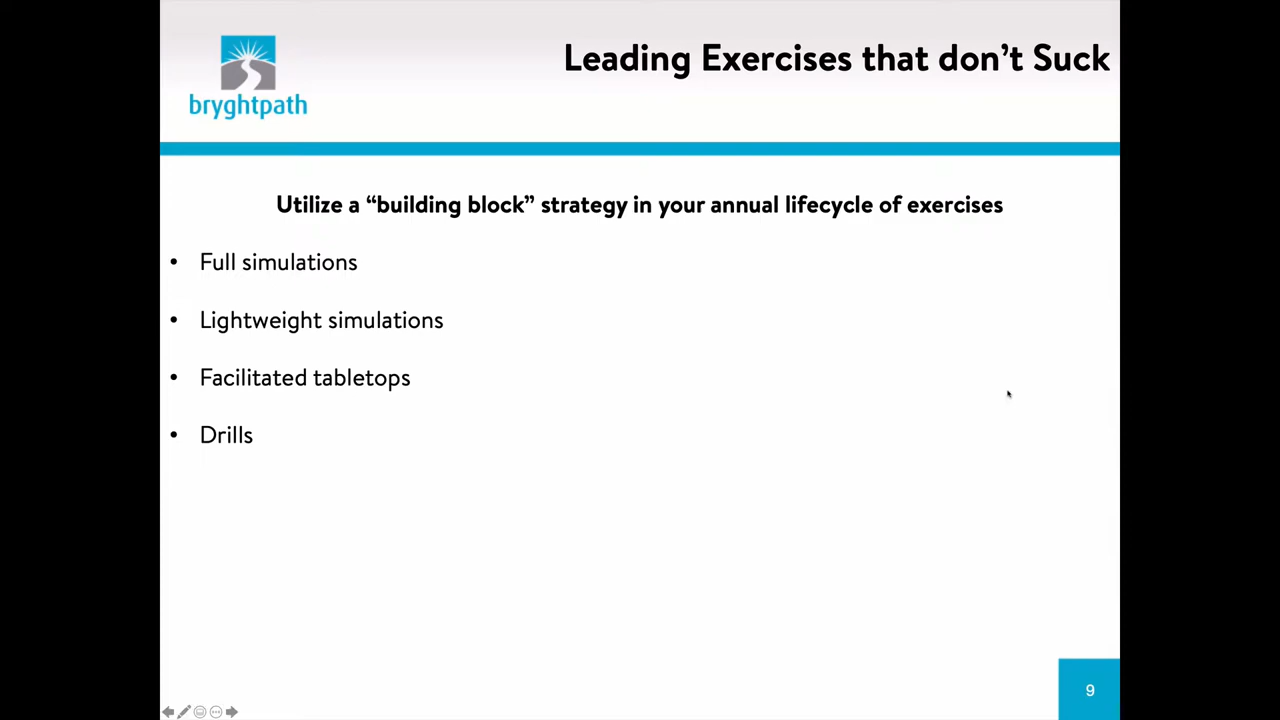 bryghtpath
Leading Exercises that don't Suck
Utilize a “building block” strategy in your annual lifecycle of exercises
• Full simulations
• Lightweight simulations
• Facilitated tabletops
• Drills
9